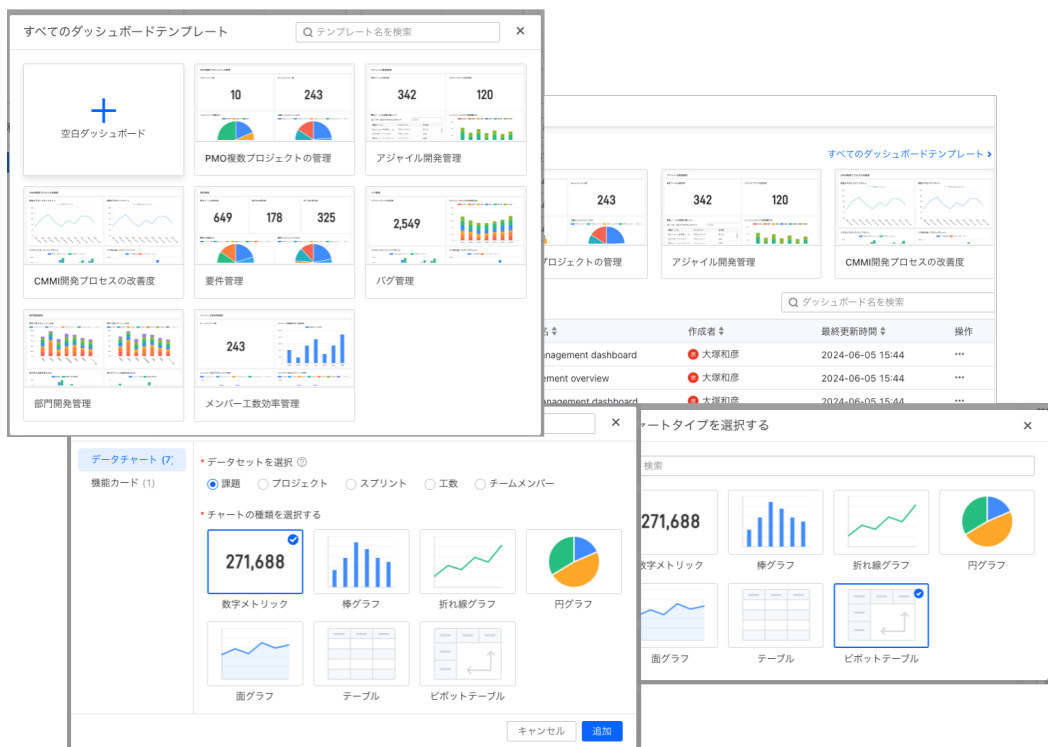 すべてのダッシュボードテンプレート
テンプレート名を検索
空白ダッシュボード
10
243
PMO複数プロジェクトの管理
342
120
アジャイル開発管理
CMMI開発プロセスの改善度
649
178
325
要件管理
2,549
バグ管理
部門開発管理
243
メンバー工数効率管理
すべてのダッシュボードテンプレート
243
プロジェクトの管理
342
120
アジャイル開発管理
CMMI開発プロセスの改善度
ダッシュボード名を検索
名
作成者
最終更新時間
操作
anagement dashboard
大塚和彦
2024-06-05 15:44
ement overview
大塚和彦
2024-06-05 15:44
anagement dashboard
大塚和彦
2024-06-05 15:44
データチャート (7)
機能カード (1)
* データセットを選択
課題
プロジェクト
スプリント
工数
チームメンバー
* チャートの種類を選択する
271,688
数字メトリック
棒グラフ
折れ線グラフ
円グラフ
面グラフ
テーブル
ピボットテーブル
キャンセル
追加
ャートタイプを選択する
検索
271,688
数字メトリック
棒グラフ
折れ線グラフ
円グラフ
面グラフ
テーブル
ピボットテーブル